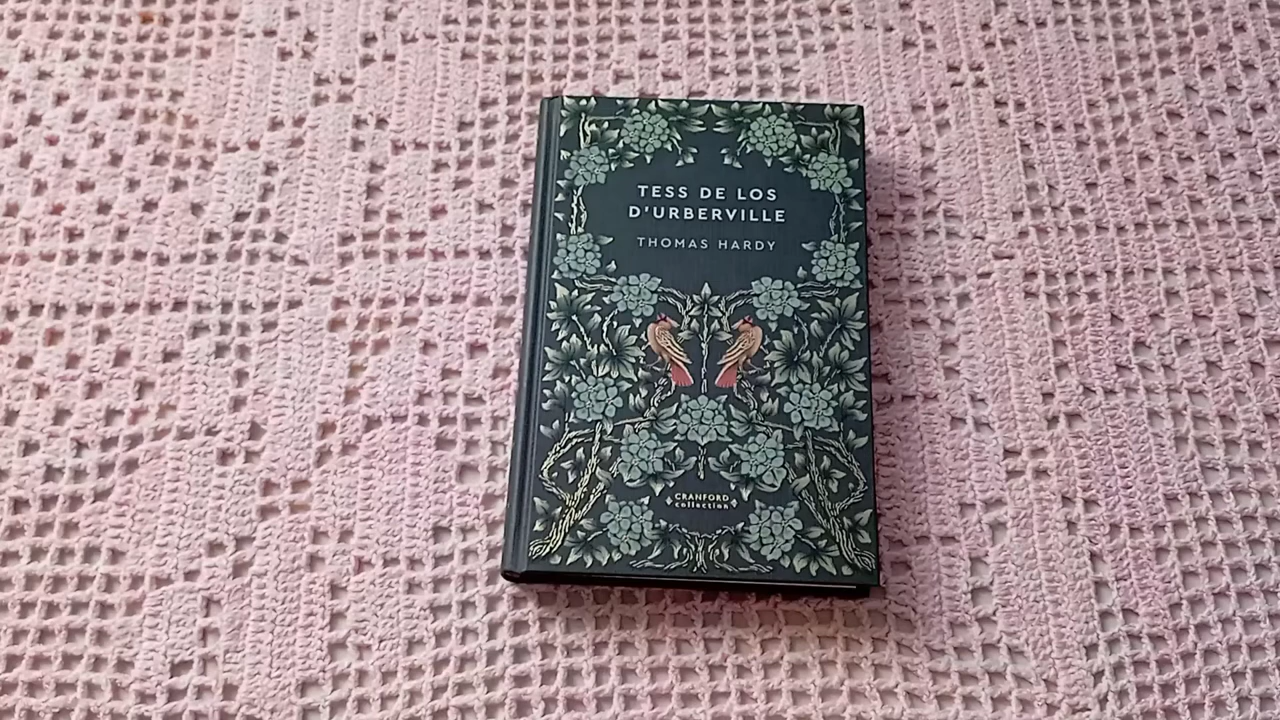 TESS DE LOS
D'URBERVILLE
THOMAS HARDY
CRANFORD
collection